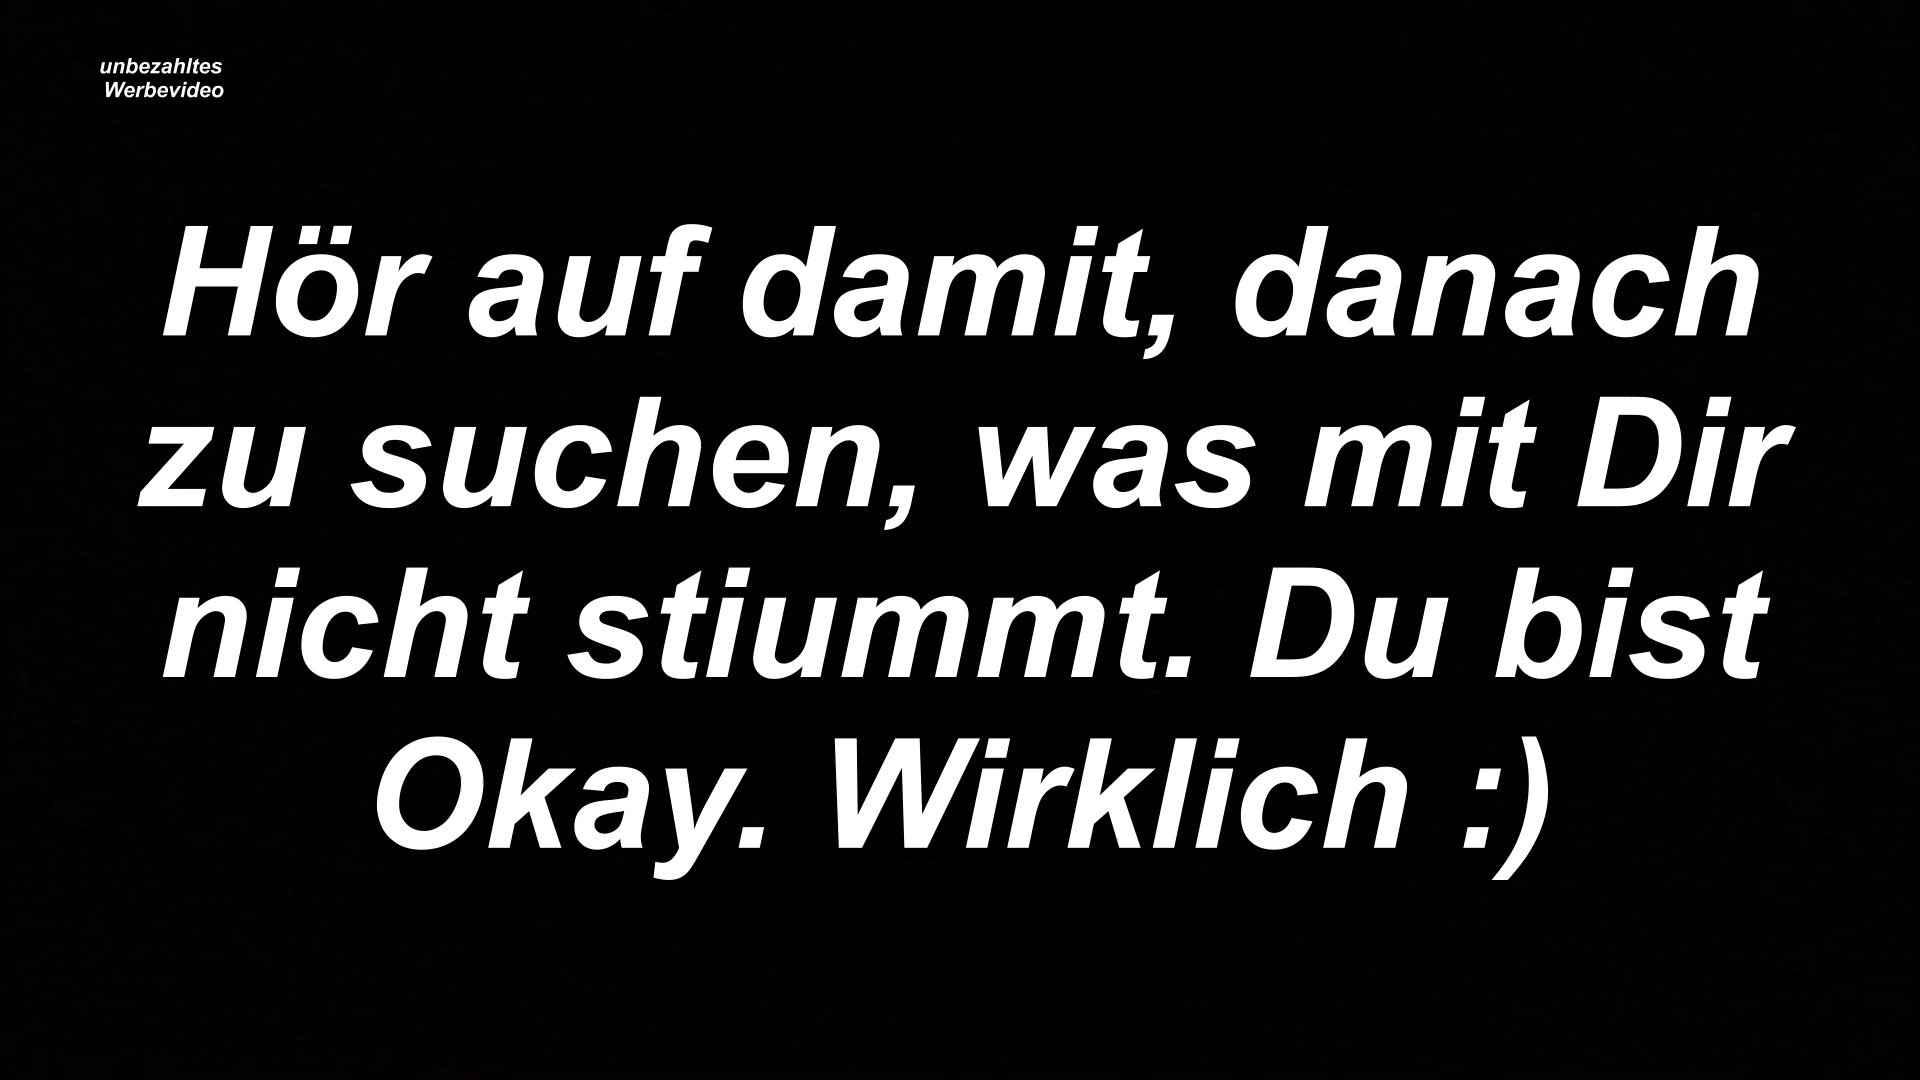 unbezahltes
Werbevideo
Hör auf damit, danach
zu suchen, was mit Dir
nicht stiummt. Du bist
Okay. Wirklich :)